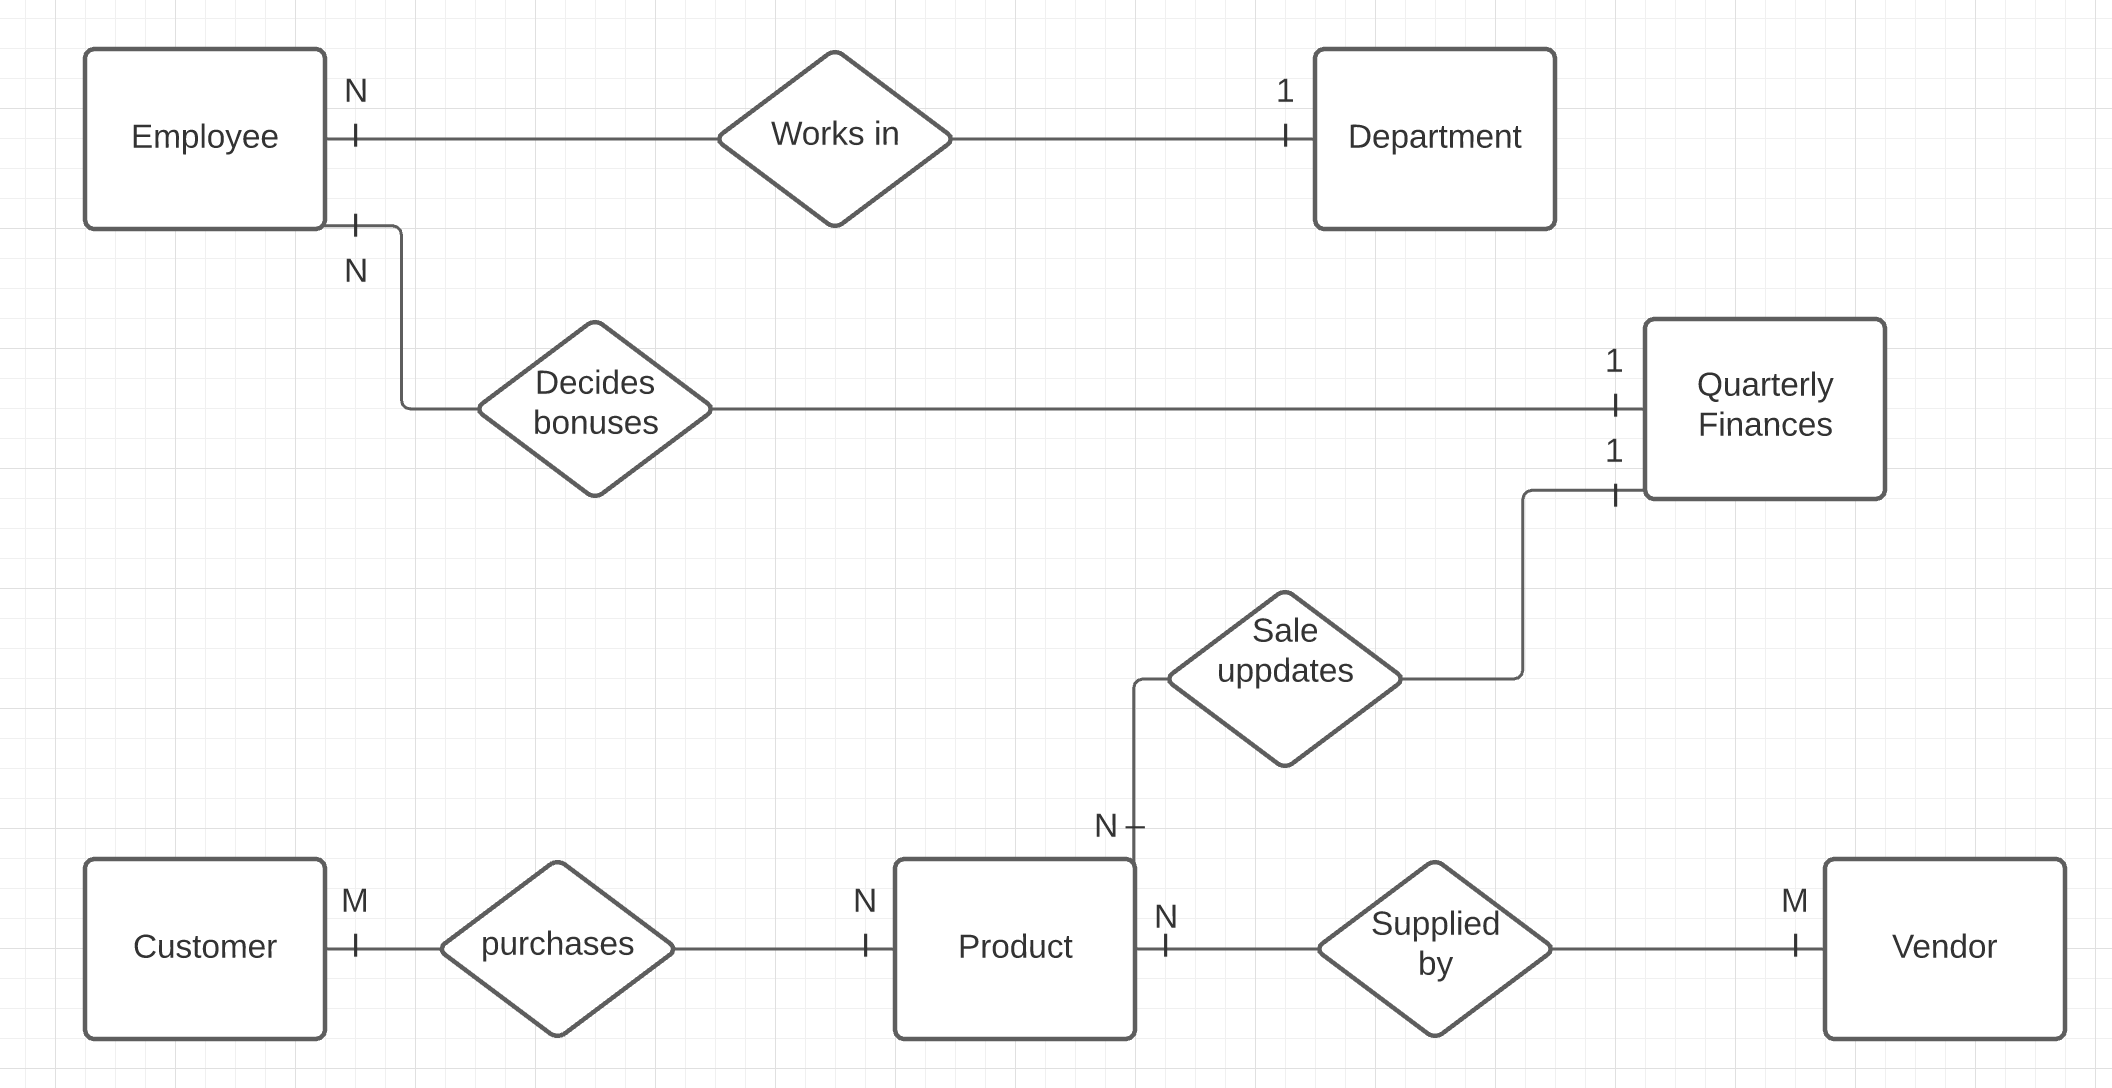 N
1
Employee
Works in
Department
N
Decides
bonuses
1
Quarterly
Finances
1
Sale
uppdates
N
Customer
M
purchases
N
Product
N
Supplied
by
M
Vendor